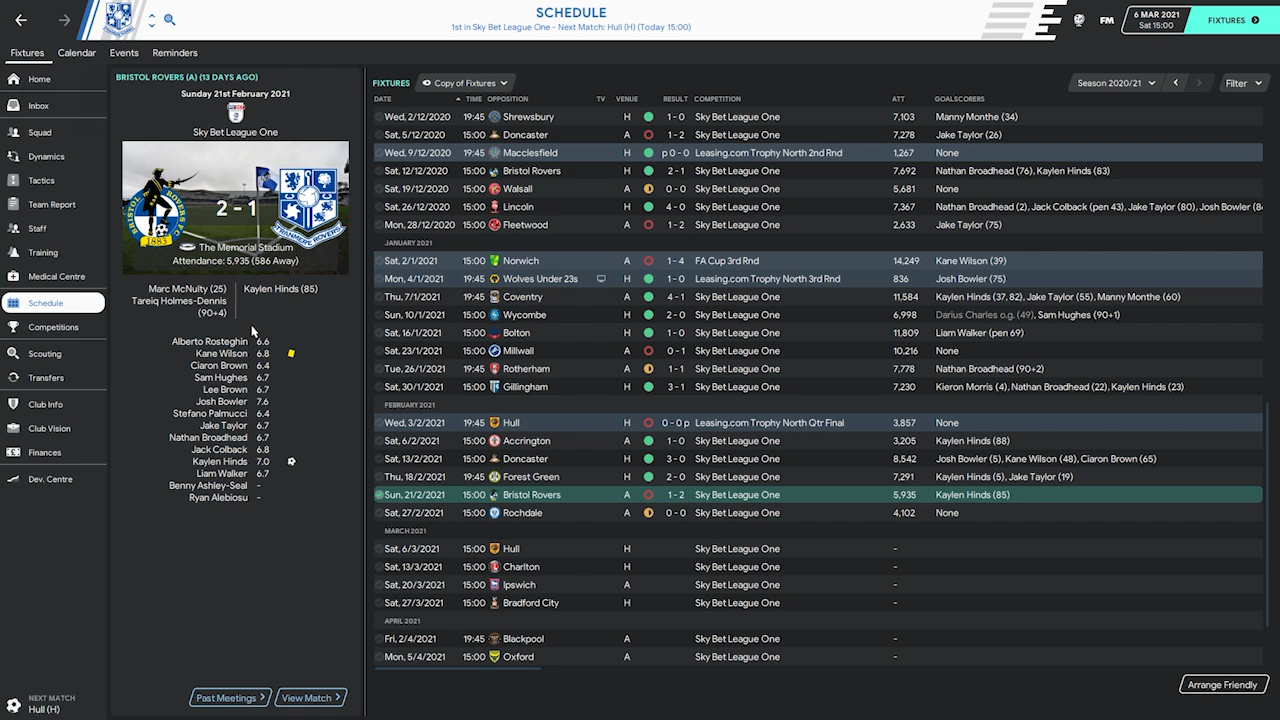 SCHEDULE
1st in Sky Bet League One - Next Match: Hull (H) (Today 15:00)
FM
6 MAR 2021
Sat 15:00
FIXTURES
Fixtures Calendar Events Reminders
Home
Inbox
Squad
Dynamics
Tactics
Team Report
Staff
Training
Medical Centre
Schedule
Competitions
Scouting
Transfers
Club Info
Club Vision
Finances
Dev. Centre
NEXT MATCH
Hull (H)
BRISTOL ROVERS (A) (13 DAYS AGO)
Sunday 21st February 2021
Sky Bet League One
2 - 1
1883
TRANMERE ROVERS
The Memorial Stadium
Attendance: 5,935 (586 Away)
Marc McNulty (25) Kaylen Hinds (85)
Tareiq Holmes-Dennis
(90+4)
Alberto Rosteghin 6.6
Kane Wilson 6.8
Ciaron Brown 6.4
Sam Hughes 6.7
Lee Brown 6.7
Josh Bowler 7.6
Stefano Palmucci 6.4
Jake Taylor 6.7
Nathan Broadhead 6.7
Jack Colback 6.8
Kaylen Hinds 7.0
Liam Walker 6.7
Benny Ashley-Seal -
Ryan Alebiosu -
Past Meetings View Match
FIXTURES Copy of Fixtures Season 2020/21 Filter
DATE TIME OPPOSITION TV VENUE RESULT COMPETITION ATT GOALSCORERS
Wed, 2/12/2020 19:45 Shrewsbury H 1 - 0 Sky Bet League One 7,103 Manny Monthe (34)
Sat, 5/12/2020 15:00 Doncaster A 1 - 2 Sky Bet League One 7,278 Jake Taylor (26)
Wed, 9/12/2020 19:45 Macclesfield H p 0 - 0 Leasing.com Trophy North 2nd Rnd 1,267 None
Sat, 12/12/2020 15:00 Bristol Rovers H 2 - 1 Sky Bet League One 7,692 Nathan Broadhead (76), Kaylen Hinds (83)
Sat, 19/12/2020 15:00 Walsall A 0 - 0 Sky Bet League One 5,681 None
Sat, 26/12/2020 15:00 Lincoln H 4 - 0 Sky Bet League One 7,367 Nathan Broadhead (2), Jack Colback (pen 43), Jake Taylor (80), Josh Bowler (8
Mon, 28/12/2020 15:00 Fleetwood A 1 - 2 Sky Bet League One 2,633 Jake Taylor (75)
JANUARY 2021
Sat, 2/1/2021 15:00 Norwich A 1 - 4 FA Cup 3rd Rnd 14,249 Kane Wilson (39)
Mon, 4/1/2021 19:45 Wolves Under 23s H 1 - 0 Leasing.com Trophy North 3rd Rnd 836 Josh Bowler (75)
Thu, 7/1/2021 19:45 Coventry A 4 - 1 Sky Bet League One 11,584 Kaylen Hinds (37, 82), Jake Taylor (55), Manny Monthe (60)
Sun, 10/1/2021 15:00 Wycombe H 2 - 0 Sky Bet League One 6,998 Darius Charles o.g. (49), Sam Hughes (90+1)
Sat, 16/1/2021 15:00 Bolton H 1 - 0 Sky Bet League One 11,809 Liam Walker (pen 69)
Sat, 23/1/2021 15:00 Millwall A 0 - 1 Sky Bet League One 10,216 None
Tue, 26/1/2021 19:45 Rotherham A 1 - 1 Sky Bet League One 7,778 Nathan Broadhead (90+2)
Sat, 30/1/2021 15:00 Gillingham H 3 - 1 Sky Bet League One 7,230 Kieron Morris (4), Nathan Broadhead (22), Kaylen Hinds (23)
FEBRUARY 2021
Wed, 3/2/2021 19:45 Hull H 0 - 0 p Leasing.com Trophy North Qtr Final 3,857 None
Sat, 6/2/2021 15:00 Accrington A 1 - 0 Sky Bet League One 3,205 Kaylen Hinds (88)
Sat, 13/2/2021 15:00 Doncaster H 3 - 0 Sky Bet League One 8,542 Josh Bowler (5), Kane Wilson (48), Ciaron Brown (65)
Thu, 18/2/2021 19:45 Forest Green H 2 - 0 Sky Bet League One 7,291 Kaylen Hinds (5), Jake Taylor (19)
Sun, 21/2/2021 15:00 Bristol Rovers A 1 - 2 Sky Bet League One 5,935 Kaylen Hinds (85)
Sat, 27/2/2021 15:00 Rochdale A 0 - 0 Sky Bet League One 4,102 None
MARCH 2021
Sat, 6/3/2021 15:00 Hull H Sky Bet League One -
Sat, 13/3/2021 15:00 Charlton H Sky Bet League One -
Sat, 20/3/2021 15:00 Ipswich A Sky Bet League One -
Sat, 27/3/2021 15:00 Bradford City H Sky Bet League One -
APRIL 2021
Fri, 2/4/2021 19:45 Blackpool A Sky Bet League One -
Mon, 5/4/2021 15:00 Oxford A Sky Bet League One -
Arrange Friendly